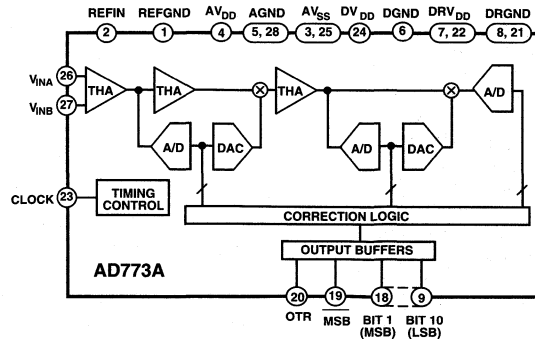 REFIN REFGND AVDD AGND AVSS DVDD DGND DRVDD DRGND
2 1 4 5, 28 3, 25 24 6 7, 22 8, 21
VINA 26
VINB 27
THA THA THA A/D
A/D DAC A/D DAC
CLOCK 23
TIMING CONTROL
CORRECTION LOGIC
OUTPUT BUFFERS
AD773A
20 19 18 9
OTR MSB BIT 1 BIT 10
(MSB) (LSB)